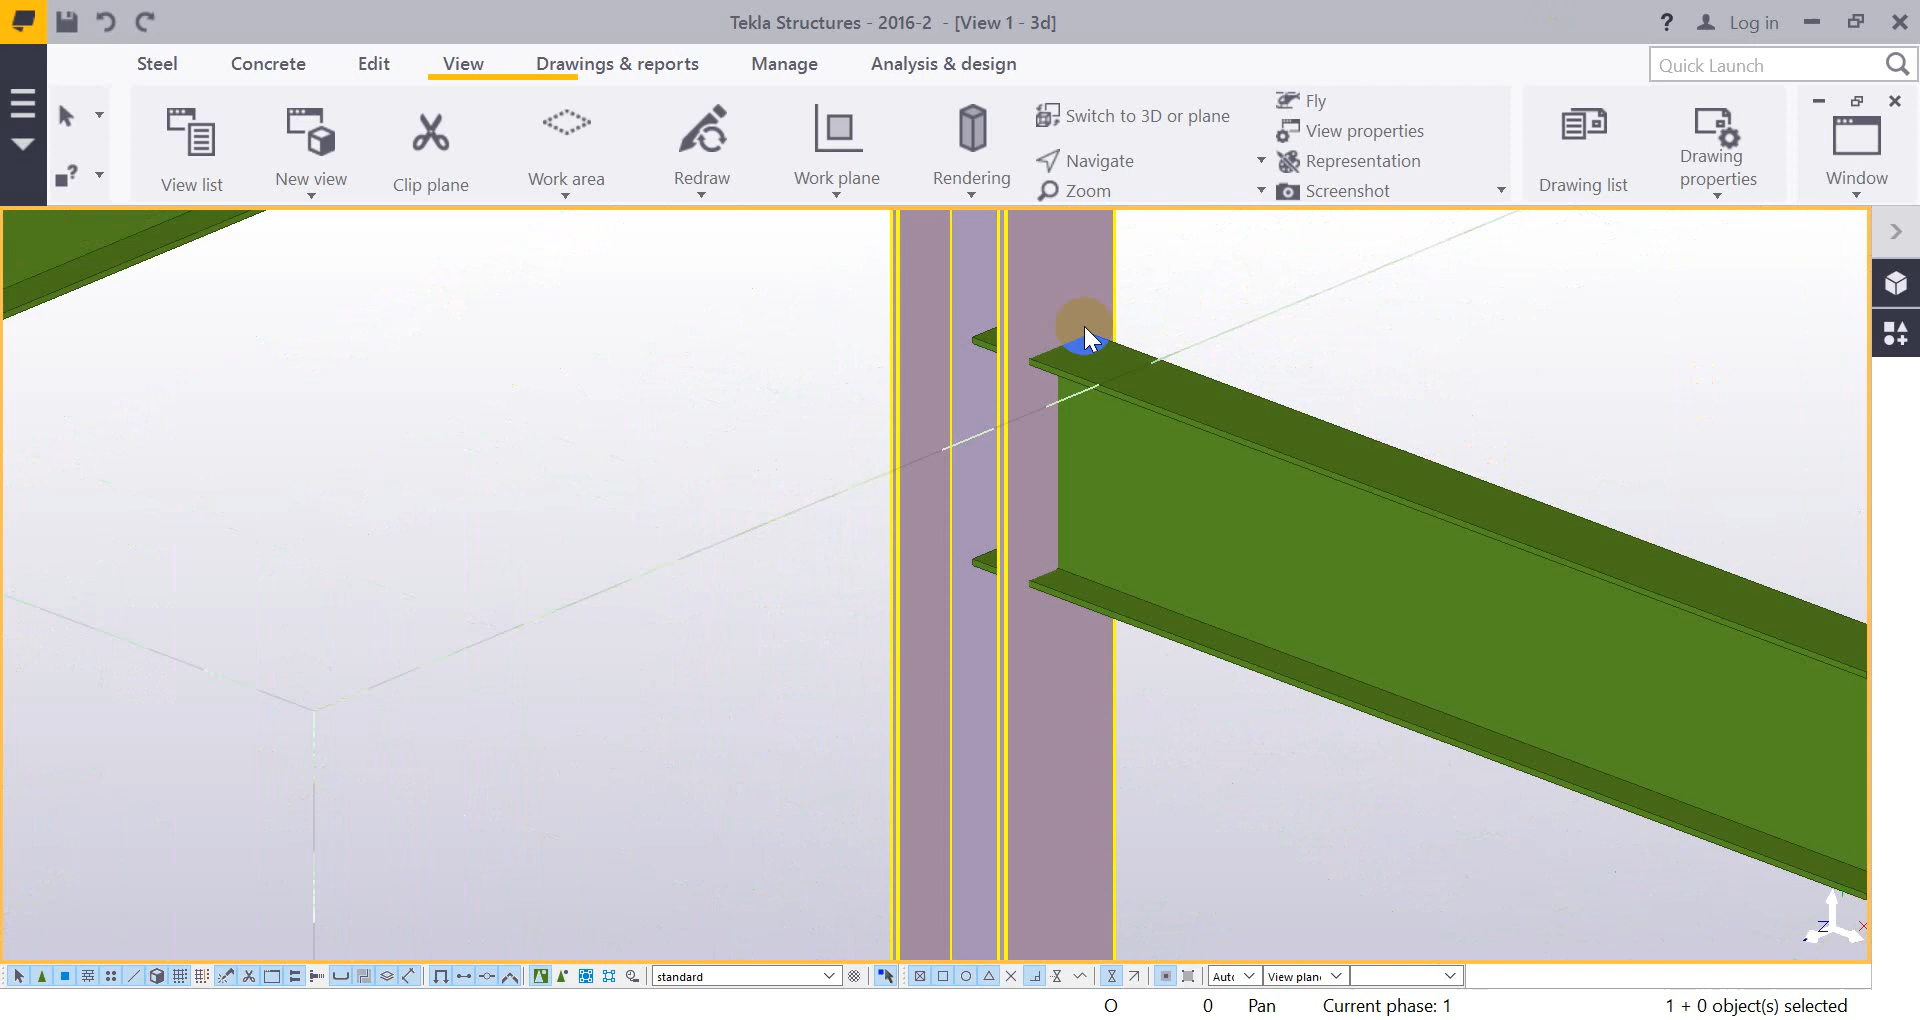 Tekla Structures - 2016-2 - [View 1 - 3d]
? Log in
Steel Concrete Edit View Drawings & reports Manage Analysis & design
Quick Launch
View list
New view
Clip plane
Work area
Redraw
Work plane
Rendering
Switch to 3D or plane
Navigate
Zoom
Fly
View properties
Representation
Screenshot
Drawing list
Drawing
properties
Window
Z X
standard
Auto
View plane
O 0 Pan Current phase: 1 1 + 0 object(s) selected